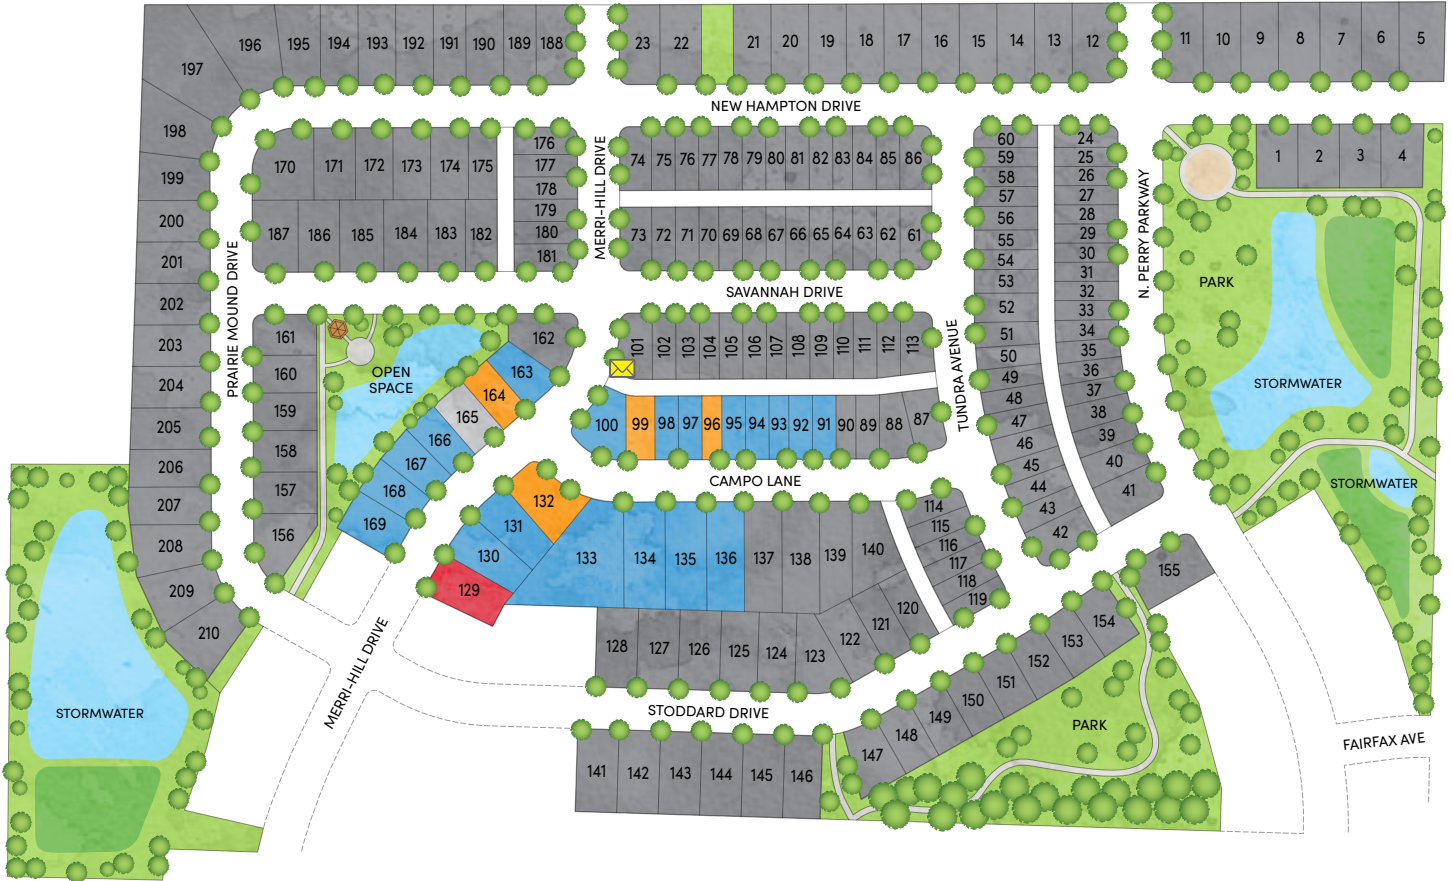 196 195 194 193 192 191 190 189 188
23 22 21 20 19 18 17 16 15 14 13 12
11 10 9 8 7 6 5
197
NEW HAMPTON DRIVE
198
199
200
201
202
203
204
205
206
207
208
209
210
PRAIRIE MOUND DRIVE
170 171 172 173 174 175
187 186 185 184 183 182
176
177
178
179
180
181
MERRI-HILL DRIVE
74 75 76 77 78 79 80 81 82 83 84 85 86
73 72 71 70 69 68 67 66 65 64 63 62 61
SAVANNAH DRIVE
60
59
58
57
56
55
54
53
52
51
50
49
48
47
46
45
44
43
42
24
25
26
27
28
29
30
31
32
33
34
35
36
37
38
39
40
41
N. PERRY PARKWAY
1 2 3 4
PARK
STORMWATER
STORMWATER
161
160
159
158
157
156
OPEN
SPACE
162
163
164
165
166
167
168
169
101 102 103 104 105 106 107 108 109 110 111 112 113
TUNDRA AVENUE
100 99 98 97 96 95 94 93 92 91 90 89 88 87
CAMPO LANE
132
131
130
129
133 134 135 136 137 138 139 140
114
115
116
117
118
119
128 127 126 125 124 123 122 121 120
MERRI-HILL DRIVE
STODDARD DRIVE
141 142 143 144 145 146
147 148 149 150 151 152 153 154
155
PARK
STORMWATER
FAIRFAX AVE